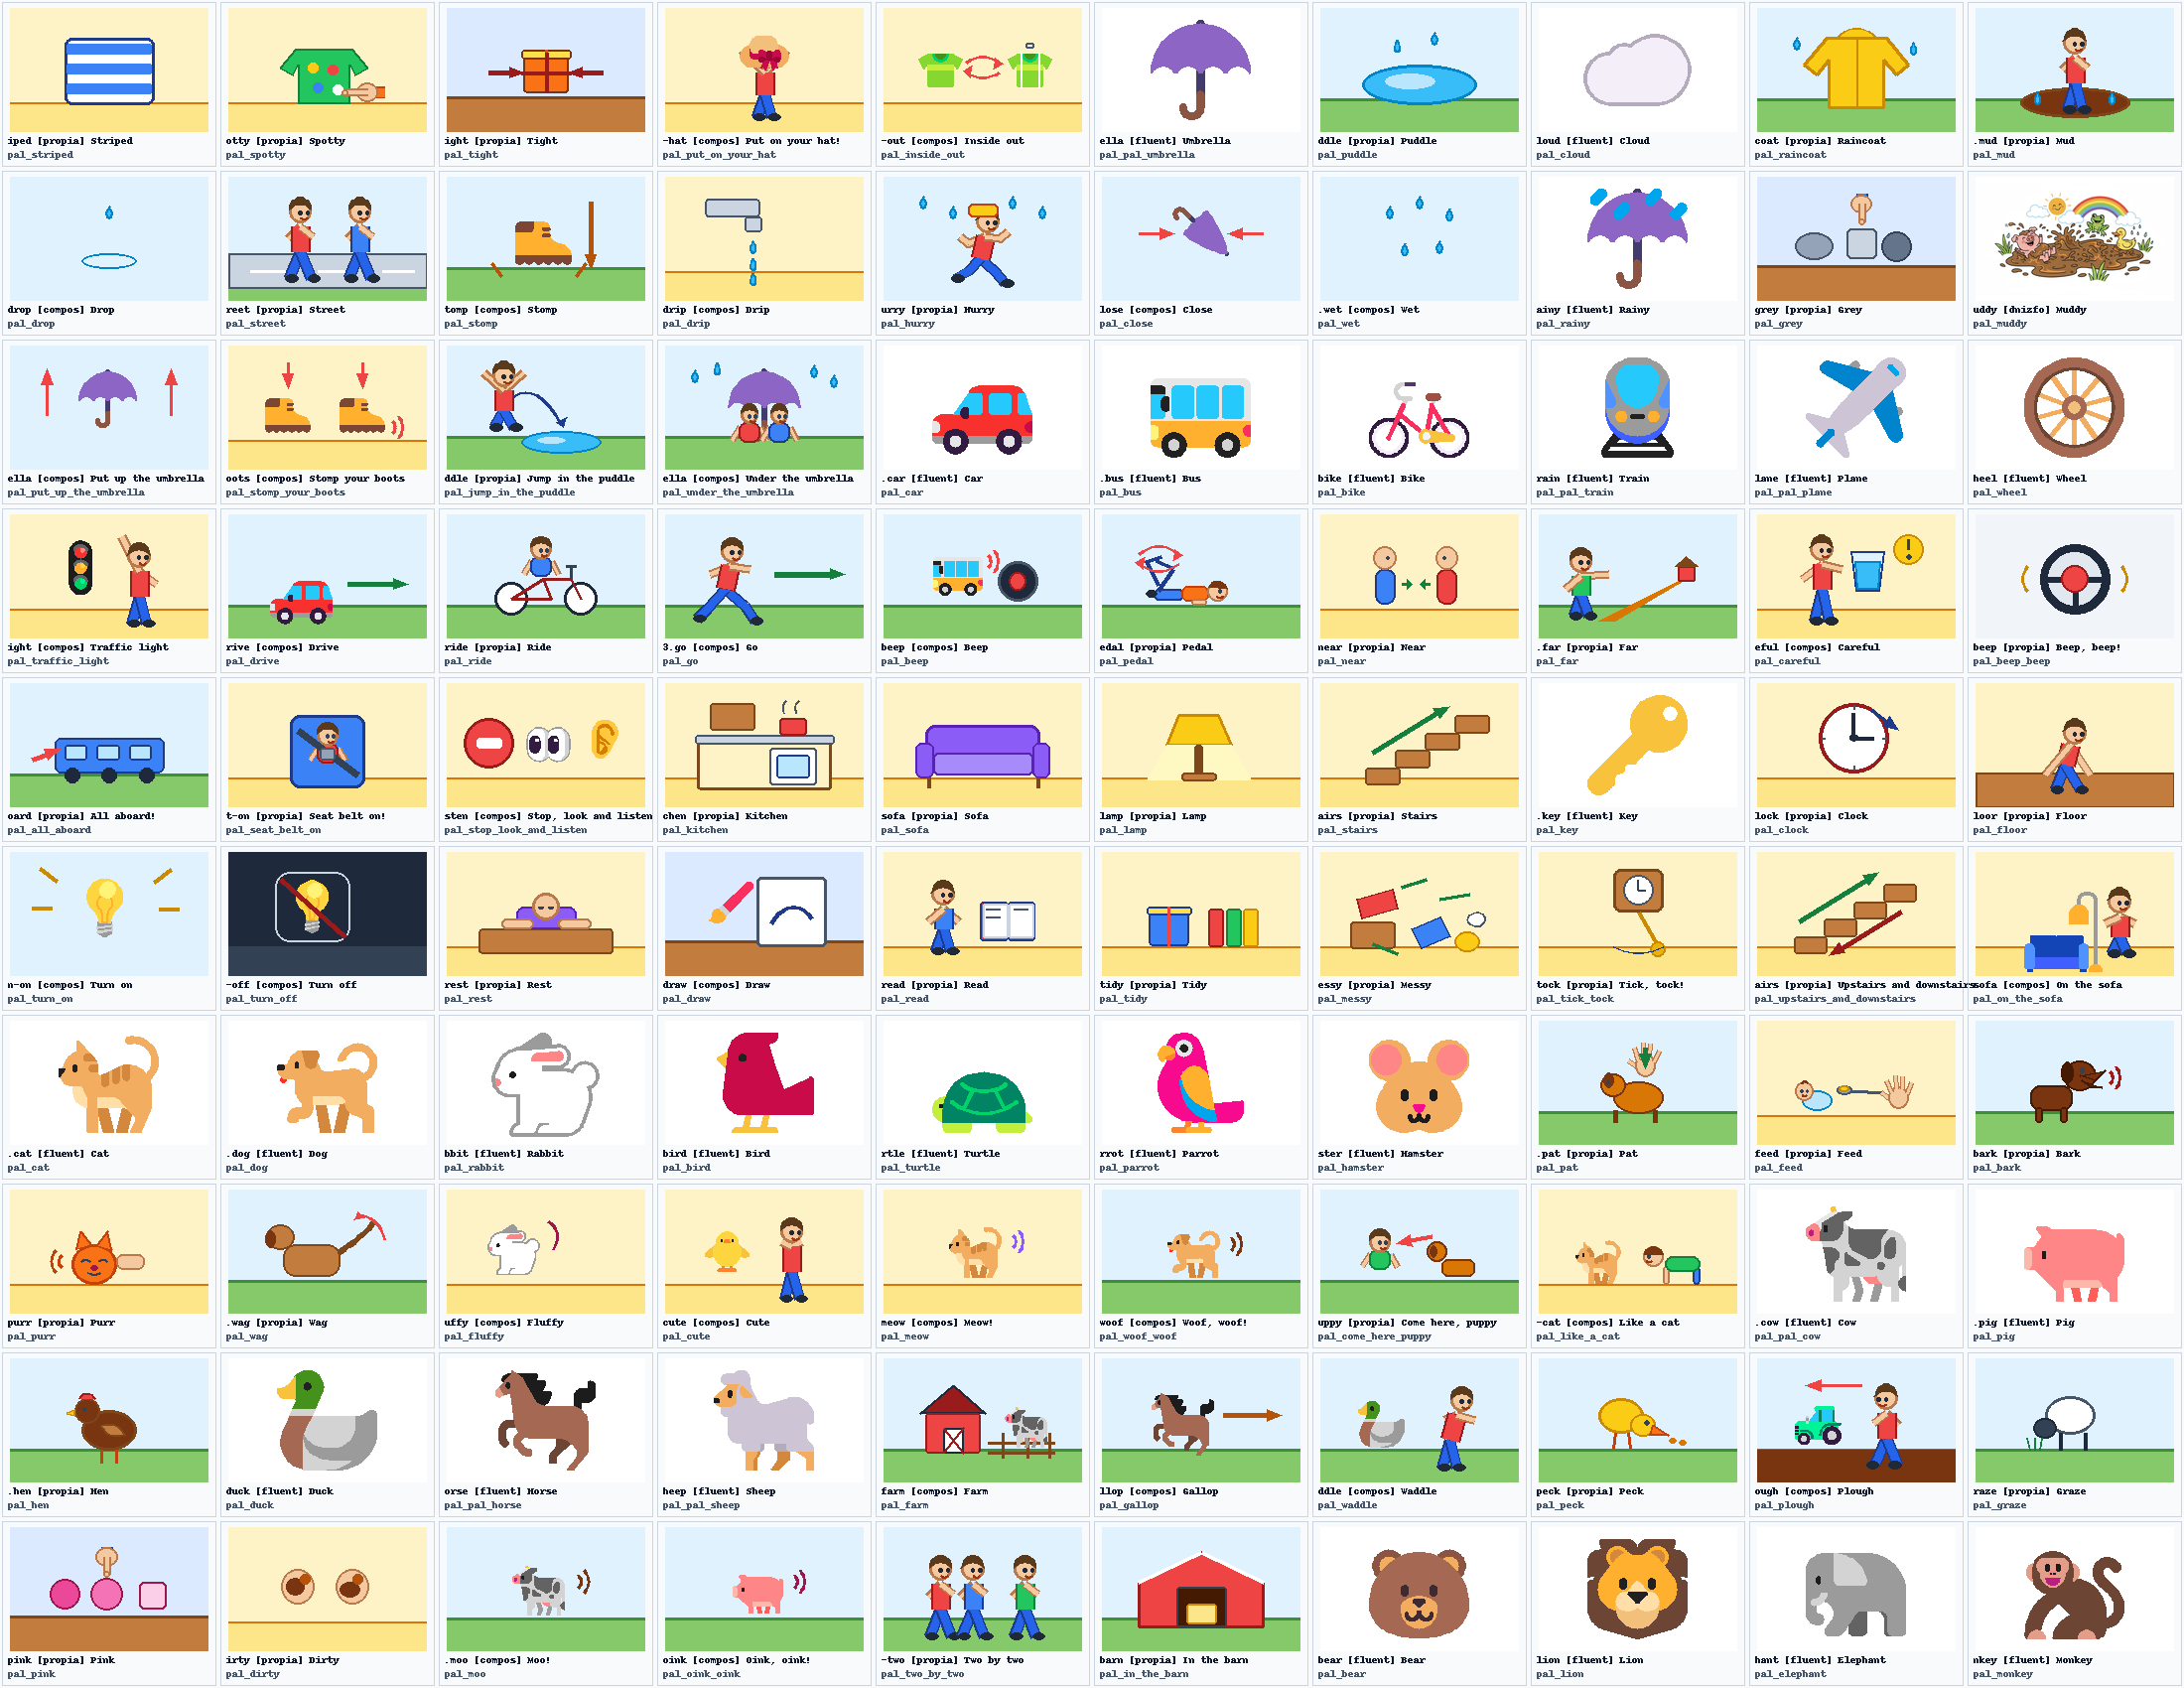 iped [propia] Striped
pal_striped
otty [propia] Spotty
pal_spotty
ight [propia] Tight
pal_tight
-hat [compos] Put on your hat!
pal_put_on_your_hat
-out [compos] Inside out
pal_inside_out
ella [fluent] Umbrella
pal_pal_umbrella
ddle [propia] Puddle
pal_puddle
loud [fluent] Cloud
pal_cloud
coat [propia] Raincoat
pal_raincoat
.mud [propia] Mud
pal_mud
drop [compos] Drop
pal_drop
reet [propia] Street
pal_street
tomp [compos] Stomp
pal_stomp
drip [compos] Drip
pal_drip
urry [propia] Hurry
pal_hurry
lose [compos] Close
pal_close
.wet [compos] Wet
pal_wet
ainy [fluent] Rainy
pal_rainy
grey [propia] Grey
pal_grey
uddy [dnizfo] Muddy
pal_muddy
ella [compos] Put up the umbrella
pal_put_up_the_umbrella
oots [compos] Stomp your boots
pal_stomp_your_boots
ddle [propia] Jump in the puddle
pal_jump_in_the_puddle
ella [compos] Under the umbrella
pal_under_the_umbrella
.car [fluent] Car
pal_car
.bus [fluent] Bus
pal_bus
bike [fluent] Bike
pal_bike
rain [fluent] Train
pal_pal_train
lane [fluent] Plane
pal_pal_plane
heel [fluent] Wheel
pal_wheel
ight [compos] Traffic light
pal_traffic_light
rive [compos] Drive
pal_drive
ride [propia] Ride
pal_ride
3.go [compos] Go
pal_go
beep [compos] Beep
pal_beep
edal [propia] Pedal
pal_pedal
near [propia] Near
pal_near
.far [propia] Far
pal_far
eful [compos] Careful
pal_careful
beep [propia] Beep, beep!
pal_beep_beep
oard [propia] All aboard!
pal_all_aboard
t-on [propia] Seat belt on!
pal_seat_belt_on
sten [compos] Stop, look and listen
pal_stop_look_and_listen
chen [propia] Kitchen
pal_kitchen
sofa [propia] Sofa
pal_sofa
lamp [propia] Lamp
pal_lamp
airs [propia] Stairs
pal_stairs
.key [fluent] Key
pal_key
lock [propia] Clock
pal_clock
loor [propia] Floor
pal_floor
n-on [compos] Turn on
pal_turn_on
-off [compos] Turn off
pal_turn_off
rest [propia] Rest
pal_rest
draw [compos] Draw
pal_draw
read [propia] Read
pal_read
tidy [propia] Tidy
pal_tidy
essy [propia] Messy
pal_messy
tock [propia] Tick, tock!
pal_tick_tock
airs [propia] Upstairs and downstairs
pal_upstairs_and_downstairs
sofa [compos] On the sofa
pal_on_the_sofa
.cat [fluent] Cat
pal_cat
.dog [fluent] Dog
pal_dog
bbit [fluent] Rabbit
pal_rabbit
bird [fluent] Bird
pal_bird
rtle [fluent] Turtle
pal_turtle
rrot [fluent] Parrot
pal_parrot
ster [fluent] Hamster
pal_hamster
.pat [propia] Pat
pal_pat
feed [propia] Feed
pal_feed
bark [propia] Bark
pal_bark
purr [propia] Purr
pal_purr
.wag [propia] Wag
pal_wag
uffy [compos] Fluffy
pal_fluffy
cute [compos] Cute
pal_cute
meow [compos] Meow!
pal_meow
woof [compos] Woof, woof!
pal_woof_woof
uppy [propia] Come here, puppy
pal_come_here_puppy
-cat [compos] Like a cat
pal_like_a_cat
.cow [fluent] Cow
pal_pal_cow
.pig [fluent] Pig
pal_pig
.hen [propia] Hen
pal_hen
duck [fluent] Duck
pal_duck
orse [fluent] Horse
pal_pal_horse
heep [fluent] Sheep
pal_pal_sheep
farm [compos] Farm
pal_farm
llop [compos] Gallop
pal_gallop
ddle [compos] Waddle
pal_waddle
peck [propia] Peck
pal_peck
ough [compos] Plough
pal_plough
raze [propia] Graze
pal_graze
pink [propia] Pink
pal_pink
irty [propia] Dirty
pal_dirty
.moo [compos] Moo!
pal_moo
oink [compos] Oink, oink!
pal_oink_oink
-two [propia] Two by two
pal_two_by_two
barn [propia] In the barn
pal_in_the_barn
bear [fluent] Bear
pal_bear
lion [fluent] Lion
pal_lion
hant [fluent] Elephant
pal_elephant
nkey [fluent] Monkey
pal_monkey